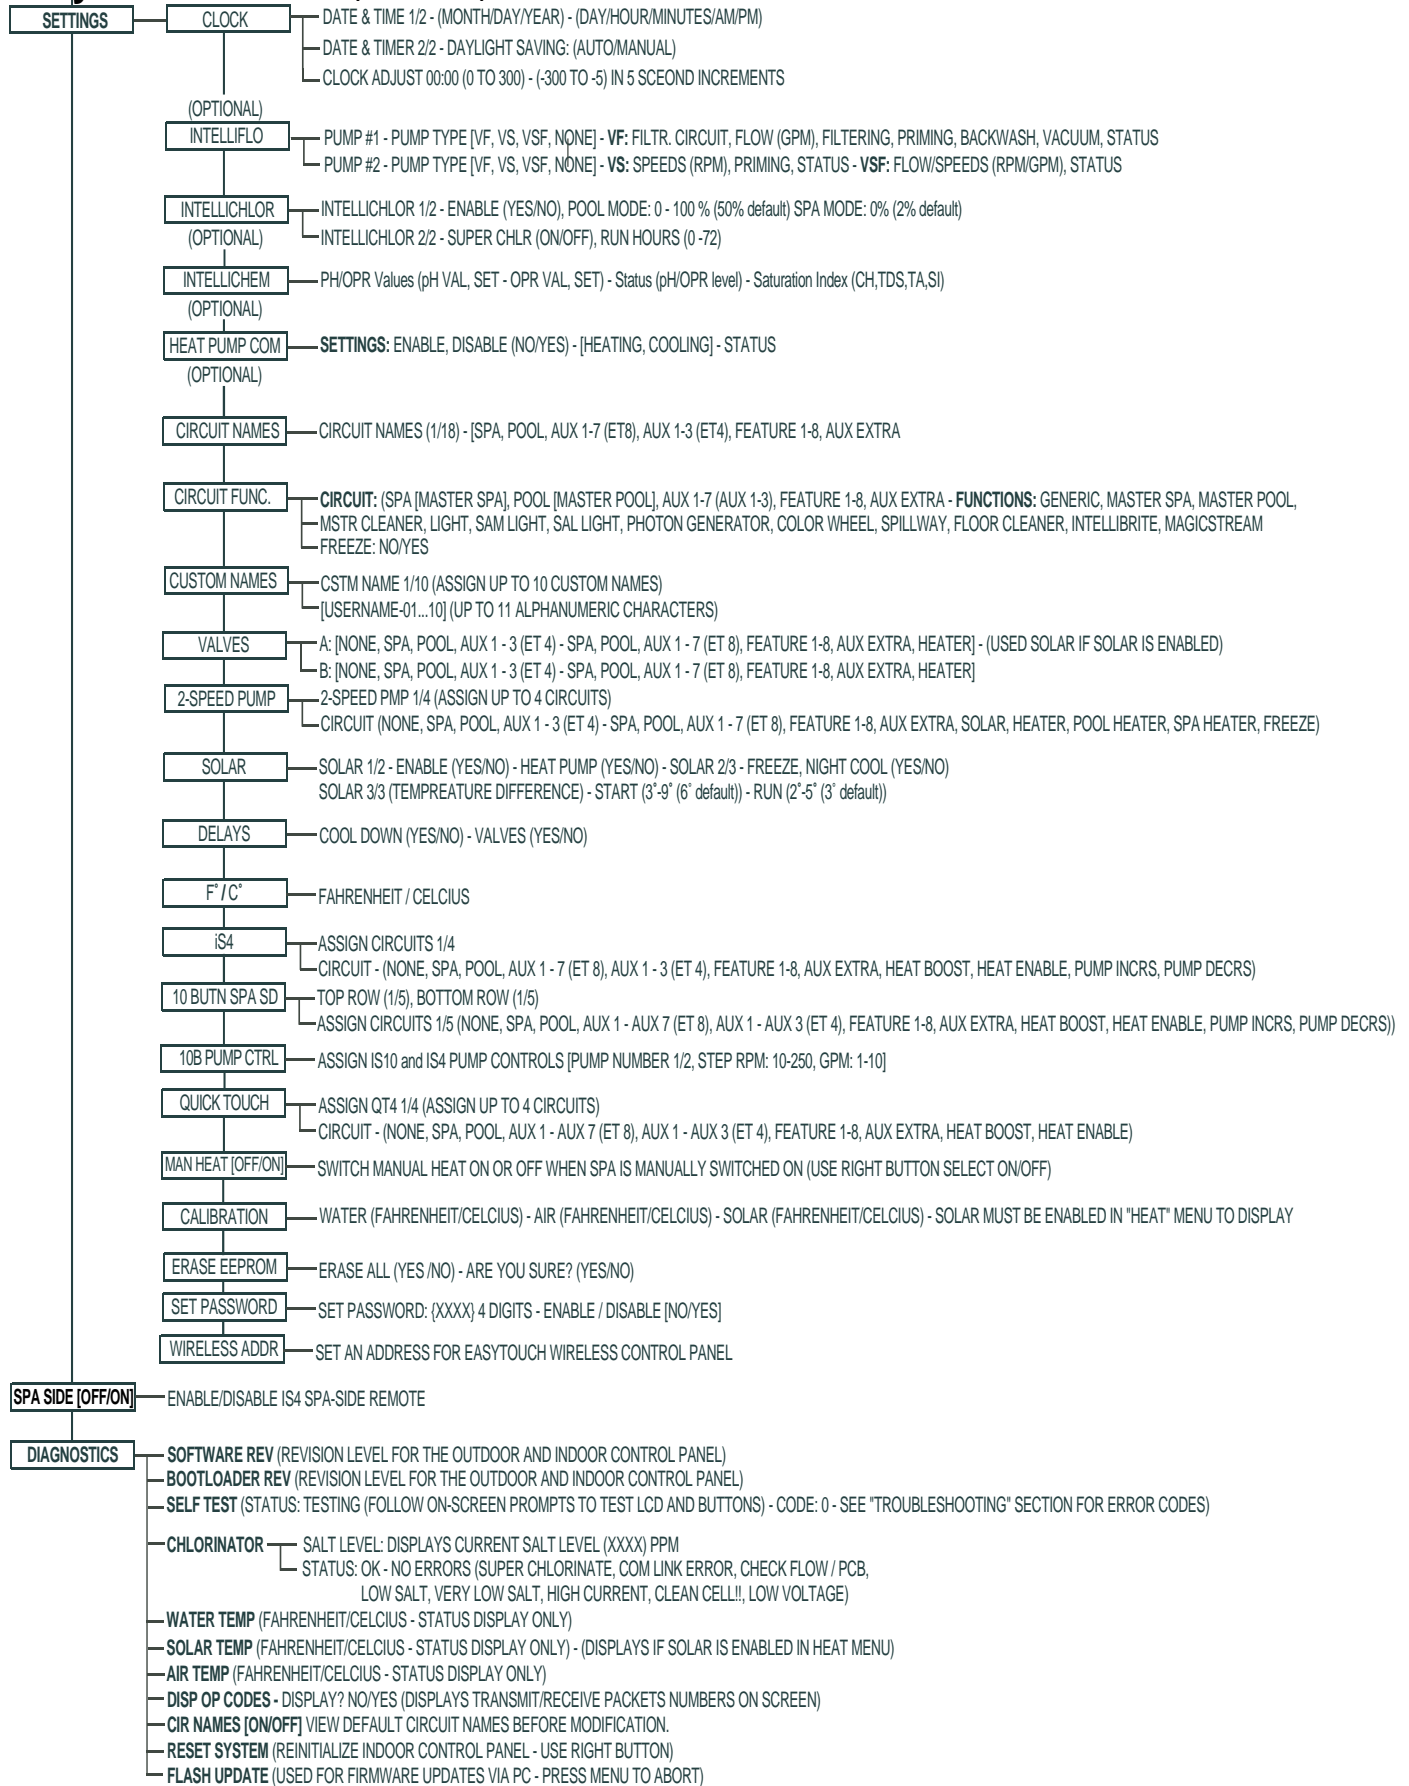 SETTINGS
CLOCK
DATE & TIME 1/2 - (MONTH/DAY/YEAR) - (DAY/HOUR/MINUTES/AM/PM)
DATE & TIMER 2/2 - DAYLIGHT SAVING: (AUTO/MANUAL)
CLOCK ADJUST 00:00 (0 TO 300) - (-300 TO -5) IN 5 SCEOND INCREMENTS
(OPTIONAL)
INTELLIFLO
PUMP #1 - PUMP TYPE [VF, VS, VSF, NONE] - VF: FILTR. CIRCUIT, FLOW (GPM), FILTERING, PRIMING, BACKWASH, VACUUM, STATUS
PUMP #2 - PUMP TYPE [VF, VS, VSF, NONE] - VS: SPEEDS (RPM), PRIMING, STATUS - VSF: FLOW/SPEEDS (RPM/GPM), STATUS
INTELLICHLOR
INTELLICHLOR 1/2 - ENABLE (YES/NO), POOL MODE: 0 - 100 % (50% default) SPA MODE: 0% (2% default)
(OPTIONAL)
INTELLICHLOR 2/2 - SUPER CHLR (ON/OFF), RUN HOURS (0 -72)
INTELLICHEM
PH/OPR Values (pH VAL, SET - OPR VAL, SET) - Status (pH/OPR level) - Saturation Index (CH,TDS,TA,SI)
(OPTIONAL)
HEAT PUMP COM
SETTINGS: ENABLE, DISABLE (NO/YES) - [HEATING, COOLING] - STATUS
(OPTIONAL)
CIRCUIT NAMES
CIRCUIT NAMES (1/18) - [SPA, POOL, AUX 1-7 (ET8), AUX 1-3 (ET4), FEATURE 1-8, AUX EXTRA
CIRCUIT FUNC.
CIRCUIT: (SPA [MASTER SPA], POOL [MASTER POOL], AUX 1-7 (AUX 1-3), FEATURE 1-8, AUX EXTRA - FUNCTIONS: GENERIC, MASTER SPA, MASTER POOL,
MSTR CLEANER, LIGHT, SAM LIGHT, SAL LIGHT, PHOTON GENERATOR, COLOR WHEEL, SPILLWAY, FLOOR CLEANER, INTELLIBRITE, MAGICSTREAM
FREEZE: NO/YES
CUSTOM NAMES
CSTM NAME 1/10 (ASSIGN UP TO 10 CUSTOM NAMES)
[USERNAME-01...10] (UP TO 11 ALPHANUMERIC CHARACTERS)
VALVES
A: [NONE, SPA, POOL, AUX 1 - 3 (ET 4) - SPA, POOL, AUX 1 - 7 (ET 8), FEATURE 1-8, AUX EXTRA, HEATER] - (USED SOLAR IF SOLAR IS ENABLED)
B: [NONE, SPA, POOL, AUX 1 - 3 (ET 4) - SPA, POOL, AUX 1 - 7 (ET 8), FEATURE 1-8, AUX EXTRA, HEATER]
2-SPEED PUMP
2-SPEED PMP 1/4 (ASSIGN UP TO 4 CIRCUITS)
CIRCUIT (NONE, SPA, POOL, AUX 1 - 3 (ET 4) - SPA, POOL, AUX 1 - 7 (ET 8), FEATURE 1-8, AUX EXTRA, SOLAR, HEATER, POOL HEATER, SPA HEATER, FREEZE)
SOLAR
SOLAR 1/2 - ENABLE (YES/NO) - HEAT PUMP (YES/NO) - SOLAR 2/3 - FREEZE, NIGHT COOL (YES/NO)
SOLAR 3/3 (TEMPREATURE DIFFERENCE) - START (3˚-9˚ (6˚ default)) - RUN (2˚-5˚ (3˚ default))
DELAYS
COOL DOWN (YES/NO) - VALVES (YES/NO)
F˚ / C˚
FAHRENHEIT / CELCIUS
iS4
ASSIGN CIRCUITS 1/4
CIRCUIT - (NONE, SPA, POOL, AUX 1 - 7 (ET 8), AUX 1 - 3 (ET 4), FEATURE 1-8, AUX EXTRA, HEAT BOOST, HEAT ENABLE, PUMP INCRS, PUMP DECRS)
10 BUTN SPA SD
TOP ROW (1/5), BOTTOM ROW (1/5)
ASSIGN CIRCUITS 1/5 (NONE, SPA, POOL, AUX 1 - AUX 7 (ET 8), AUX 1 - AUX 3 (ET 4), FEATURE 1-8, AUX EXTRA, HEAT BOOST, HEAT ENABLE, PUMP INCRS, PUMP DECRS))
10B PUMP CTRL
ASSIGN IS10 and IS4 PUMP CONTROLS [PUMP NUMBER 1/2, STEP RPM: 10-250, GPM: 1-10]
QUICK TOUCH
ASSIGN QT4 1/4 (ASSIGN UP TO 4 CIRCUITS)
CIRCUIT - (NONE, SPA, POOL, AUX 1 - AUX 7 (ET 8), AUX 1 - AUX 3 (ET 4), FEATURE 1-8, AUX EXTRA, HEAT BOOST, HEAT ENABLE)
MAN HEAT [OFF/ON]
SWITCH MANUAL HEAT ON OR OFF WHEN SPA IS MANUALLY SWITCHED ON (USE RIGHT BUTTON SELECT ON/OFF)
CALIBRATION
WATER (FAHRENHEIT/CELCIUS) - AIR (FAHRENHEIT/CELCIUS) - SOLAR (FAHRENHEIT/CELCIUS) - SOLAR MUST BE ENABLED IN "HEAT" MENU TO DISPLAY
ERASE EEPROM
ERASE ALL (YES /NO) - ARE YOU SURE? (YES/NO)
SET PASSWORD
SET PASSWORD: {XXXX} 4 DIGITS - ENABLE / DISABLE [NO/YES]
WIRELESS ADDR
SET AN ADDRESS FOR EASYTOUCH WIRELESS CONTROL PANEL
SPA SIDE [OFF/ON]
ENABLE/DISABLE IS4 SPA-SIDE REMOTE
DIAGNOSTICS
SOFTWARE REV (REVISION LEVEL FOR THE OUTDOOR AND INDOOR CONTROL PANEL)
BOOTLOADER REV (REVISION LEVEL FOR THE OUTDOOR AND INDOOR CONTROL PANEL)
SELF TEST (STATUS: TESTING (FOLLOW ON-SCREEN PROMPTS TO TEST LCD AND BUTTONS) - CODE: 0 - SEE "TROUBLESHOOTING" SECTION FOR ERROR CODES)
CHLORINATOR
SALT LEVEL: DISPLAYS CURRENT SALT LEVEL (XXXX) PPM
STATUS: OK - NO ERRORS (SUPER CHLORINATE, COM LINK ERROR, CHECK FLOW / PCB,
LOW SALT, VERY LOW SALT, HIGH CURRENT, CLEAN CELL!!, LOW VOLTAGE)
WATER TEMP (FAHRENHEIT/CELCIUS - STATUS DISPLAY ONLY)
SOLAR TEMP (FAHRENHEIT/CELCIUS - STATUS DISPLAY ONLY) - (DISPLAYS IF SOLAR IS ENABLED IN HEAT MENU)
AIR TEMP (FAHRENHEIT/CELCIUS - STATUS DISPLAY ONLY)
DISP OP CODES - DISPLAY? NO/YES (DISPLAYS TRANSMIT/RECEIVE PACKETS NUMBERS ON SCREEN)
CIR NAMES [ON/OFF] VIEW DEFAULT CIRCUIT NAMES BEFORE MODIFICATION.
RESET SYSTEM (REINITIALIZE INDOOR CONTROL PANEL - USE RIGHT BUTTON)
FLASH UPDATE (USED FOR FIRMWARE UPDATES VIA PC - PRESS MENU TO ABORT)